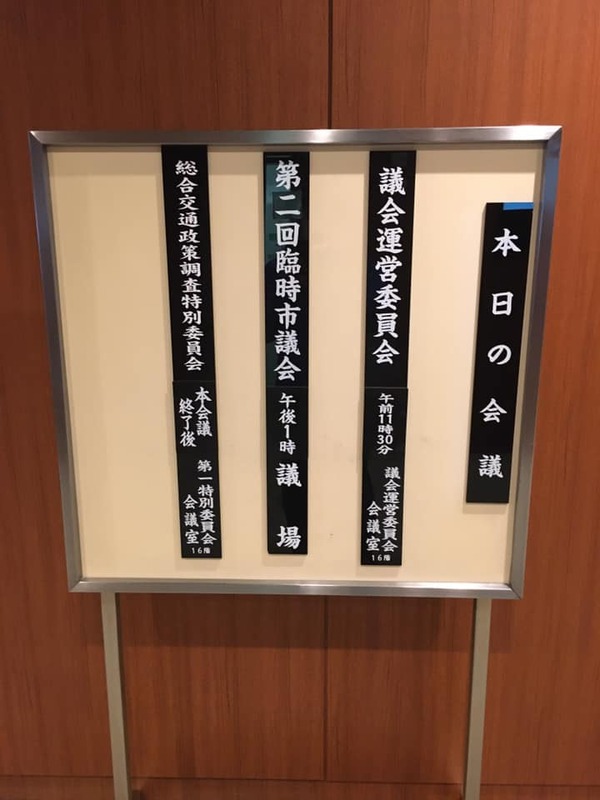 本日の会議
議会運営委員会
午前11時30分
議会運営委員会
会議室
16階
第二回臨時市議会
午後1時
議場
総合交通政策調査特別委員会
本会議
終了後
第一特別委員会
会議室
16階